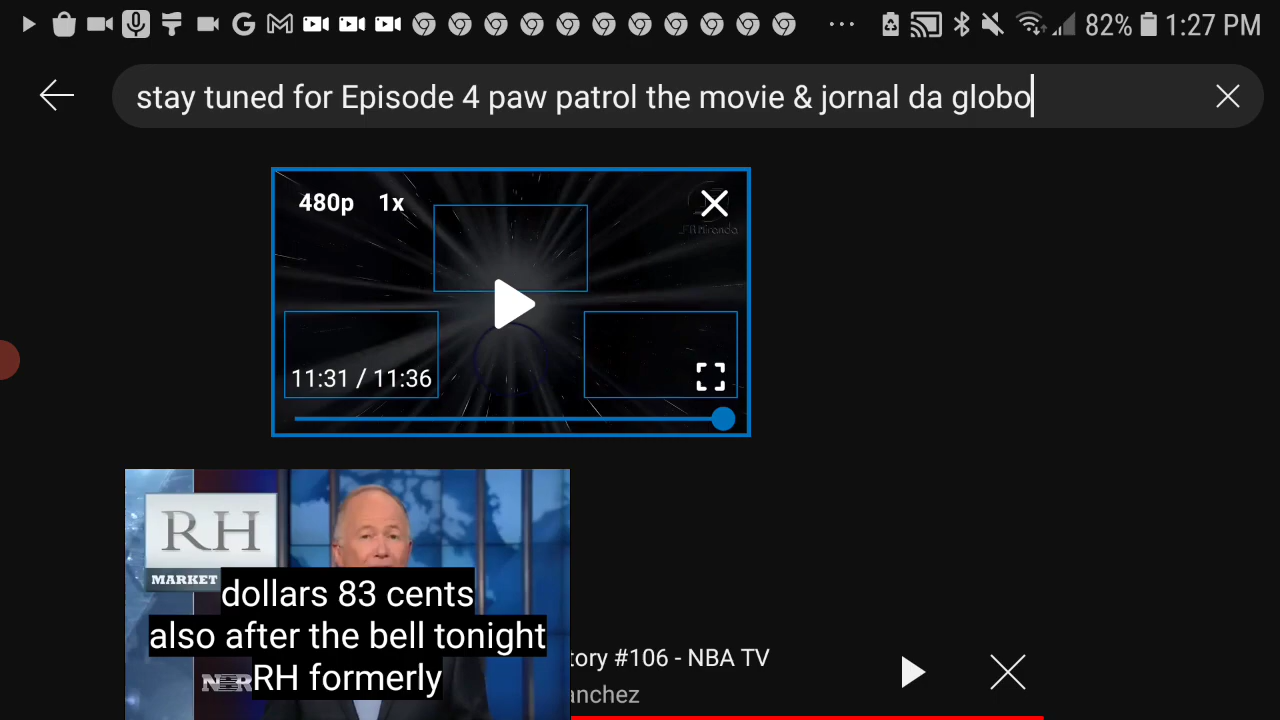 82% 1:27 PM
stay tuned for Episode 4 paw patrol the movie & jornal da globo
480p 1x
_FilMiranda
11:31 / 11:36
RH
MARKET
dollars 83 cents
also after the bell tonight
RH formerly
NBR
tory #106 - NBA TV
anchez